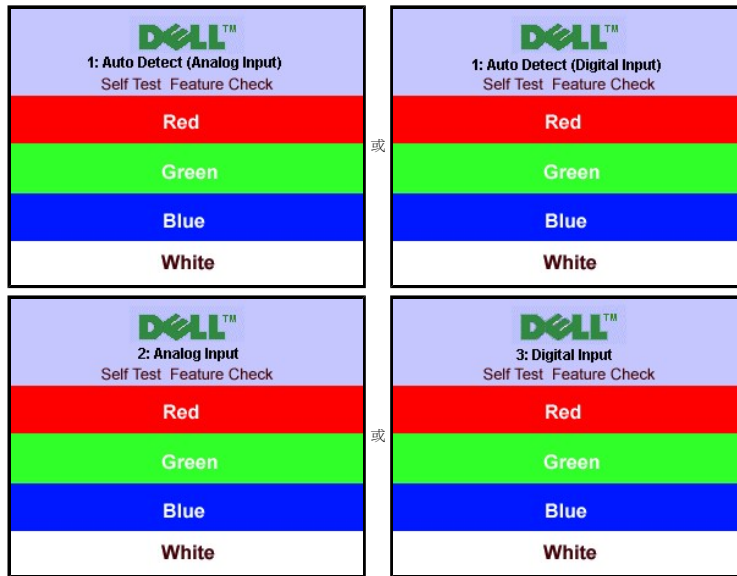 DELL™
1: Auto Detect (Analog Input)
Self Test Feature Check
Red
Green
Blue
White
或
DELL™
1: Auto Detect (Digital Input)
Self Test Feature Check
Red
Green
Blue
White
DELL™
2: Analog Input
Self Test Feature Check
Red
Green
Blue
White
或
DELL™
3: Digital Input
Self Test Feature Check
Red
Green
Blue
White